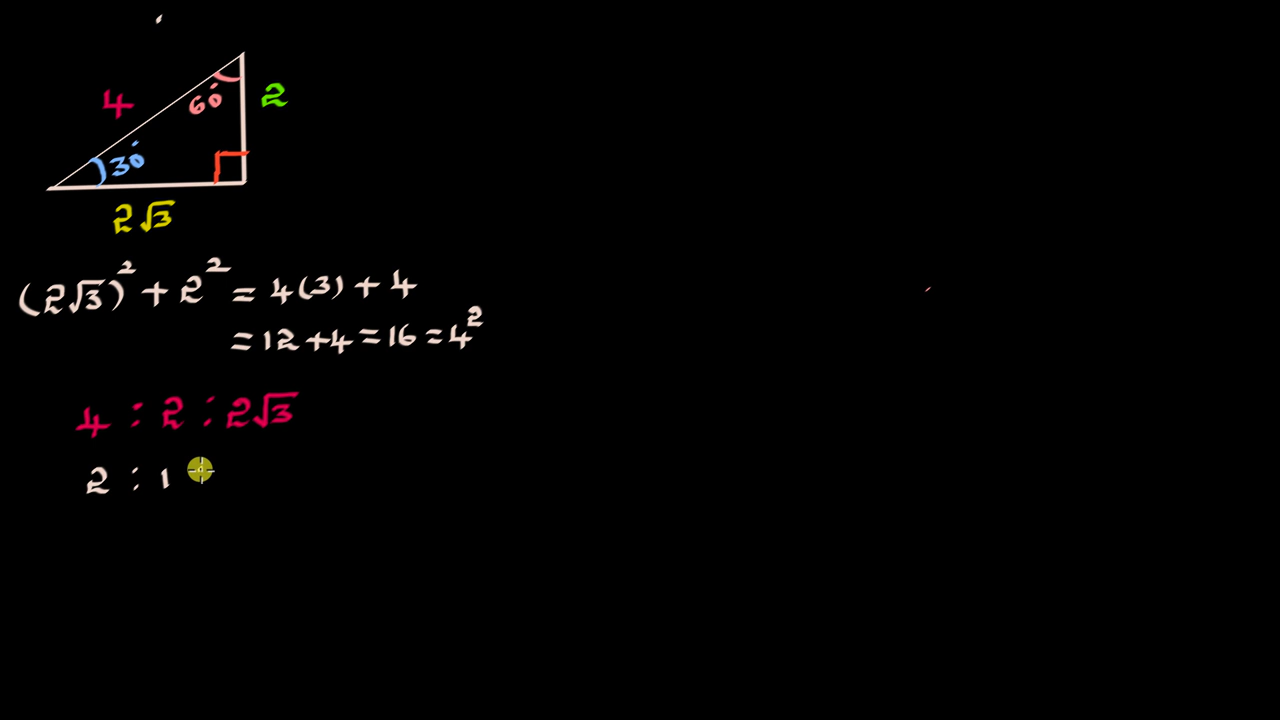 4
60°
2
30°
2√3
(2√3)² + 2² = 4(3) + 4
= 12 + 4 = 16 = 4²
4 : 2 : 2√3
2 : 1